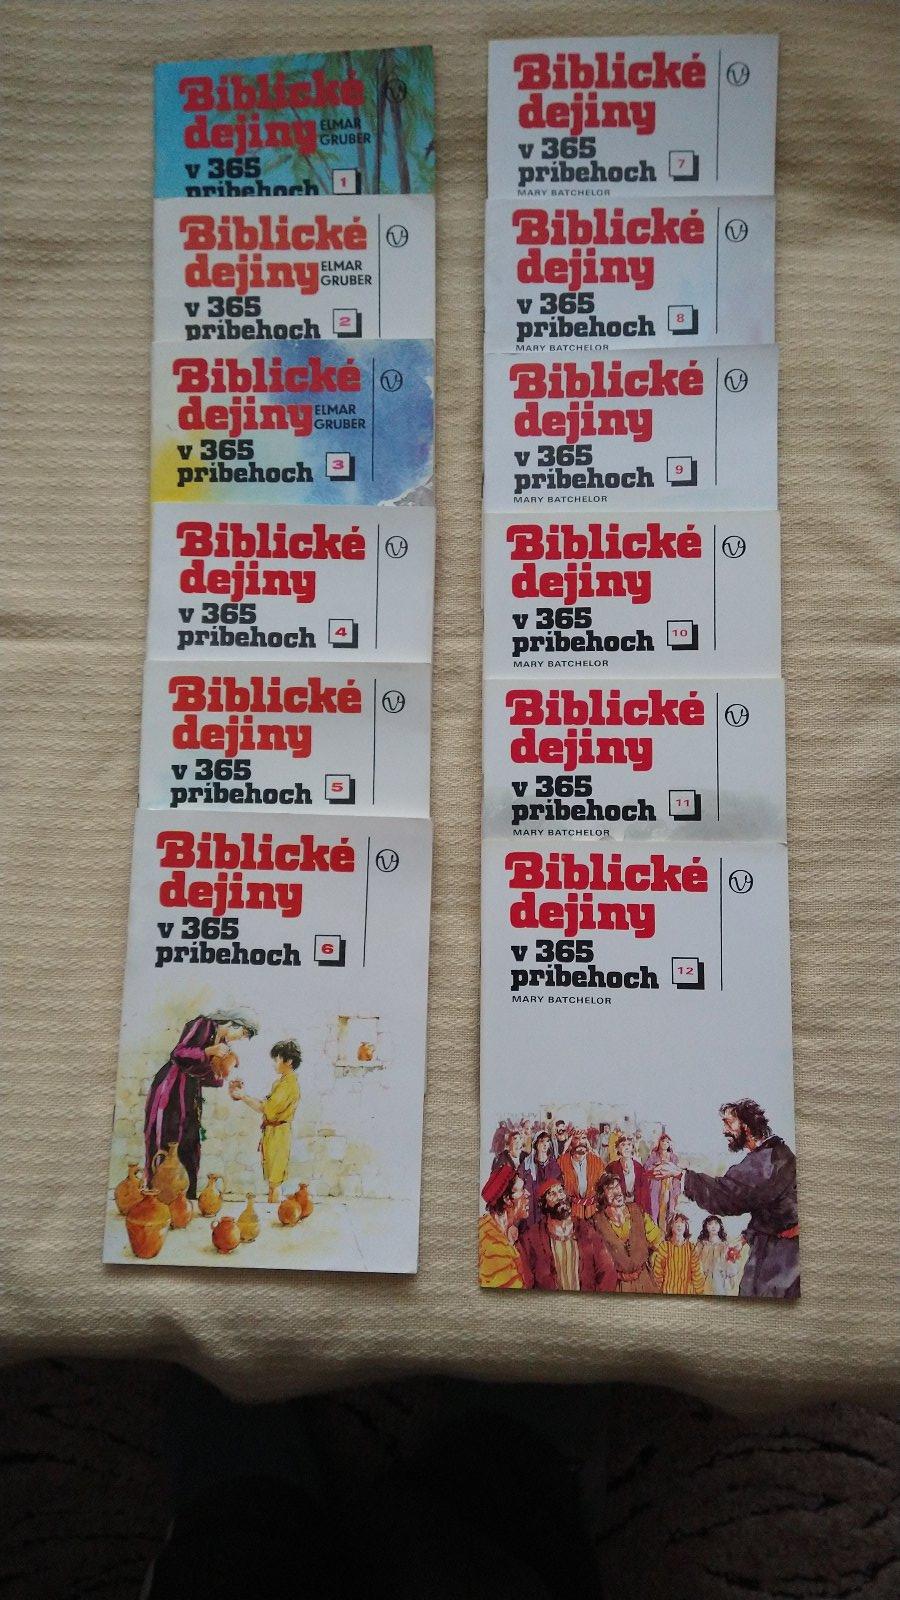 Biblické
dejiny ELMAR
GRUBER
v 365
príbehoch 1
Biblické
dejiny ELMAR
GRUBER
v 365
príbehoch 2
Biblické
dejiny ELMAR
GRUBER
v 365
príbehoch 3
Biblické
dejiny
v 365
príbehoch 4
Biblické
dejiny
v 365
príbehoch 5
Biblické
dejiny
v 365
príbehoch 6
Biblické
dejiny
v 365
príbehoch 7
MARY BATCHELOR
Biblické
dejiny
v 365
príbehoch 8
MARY BATCHELOR
Biblické
dejiny
v 365
príbehoch 9
MARY BATCHELOR
Biblické
dejiny
v 365
príbehoch 10
MARY BATCHELOR
Biblické
dejiny
v 365
príbehoch 11
MARY BATCHELOR
Biblické
dejiny
v 365
príbehoch 12
MARY BATCHELOR